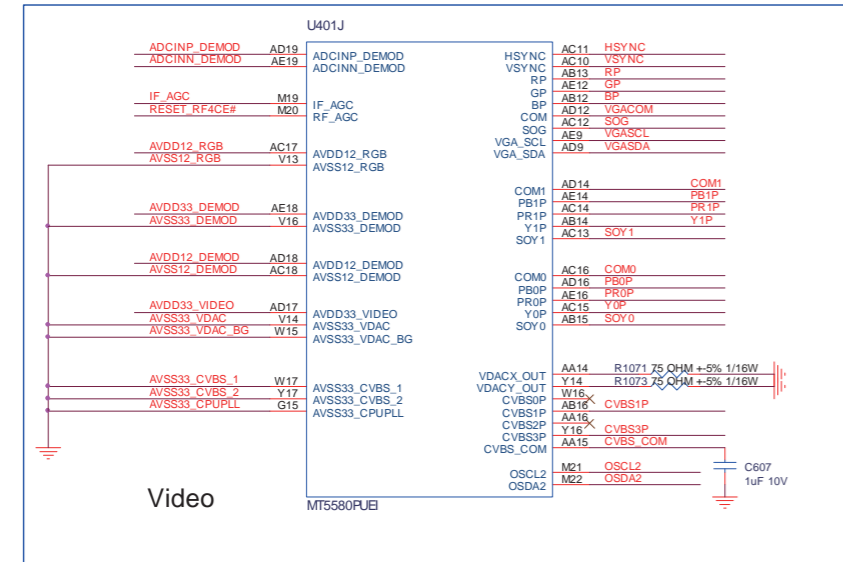 U401J
ADCINP_DEMOD AD19 ADCINP_DEMOD HSYNC AC11 HSYNC
ADCINN_DEMOD AE19 ADCINN_DEMOD VSYNC AC10 VSYNC
RP AB13 RP
GP AE12 GP
IF_AGC M19 IF_AGC BP AB12 BP
RESET_RF4CE# M20 RF_AGC COM AD12 VGACOM
SOG AC12 SOG
VGA_SCL AE9 VGASCL
AVDD12_RGB AC17 AVDD12_RGB VGA_SDA AD9 VGASDA
AVSS12_RGB V13 AVSS12_RGB
COM1 AD14 COM1
PB1P AE14 PB1P
AVDD33_DEMOD AE18 AVDD33_DEMOD PR1P AC14 PR1P
AVSS33_DEMOD V16 AVSS33_DEMOD Y1P AB14 Y1P
SOY1 AC13 SOY1
AVDD12_DEMOD AD18 AVDD12_DEMOD
AVSS12_DEMOD AC18 AVSS12_DEMOD COM0 AC16 COM0
PB0P AD16 PB0P
PR0P AE16 PR0P
AVDD33_VIDEO AD17 AVDD33_VIDEO Y0P AC15 Y0P
AVSS33_VDAC V14 AVSS33_VDAC SOY0 AB15 SOY0
AVSS33_VDAC_BG W15 AVSS33_VDAC_BG
VDACX_OUT AA14 R1071 75 OHM +-5% 1/16W
VDACY_OUT Y14 R1073 75 OHM +-5% 1/16W
AVSS33_CVBS_1 W17 AVSS33_CVBS_1 CVBS0P W16
AVSS33_CVBS_2 Y17 AVSS33_CVBS_2 CVBS1P AB16 CVBS1P
AVSS33_CPUPLL G15 AVSS33_CPUPLL CVBS2P AA16
CVBS3P Y16 CVBS3P
CVBS_COM AA15 CVBS_COM
OSCL2 M21 OSCL2 C607
OSDA2 M22 OSDA2 1uF 10V
Video
MT5580PUEI